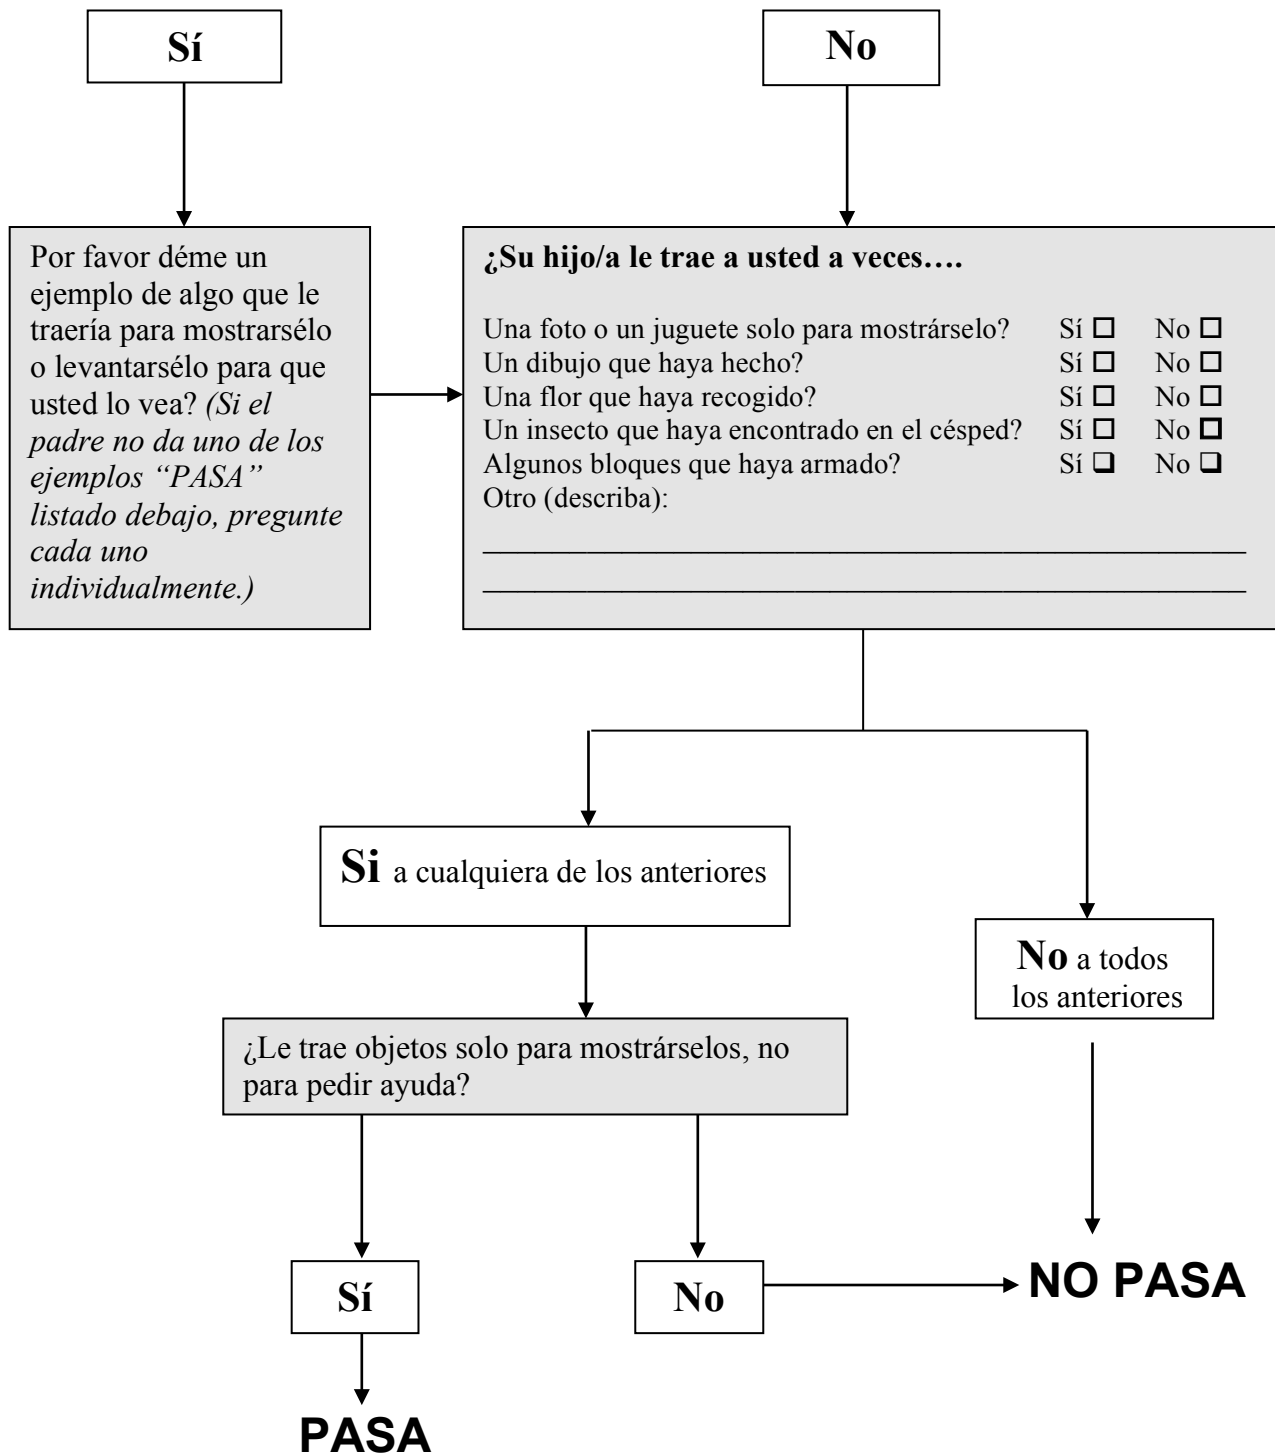 Sí
No
Por favor déme un
ejemplo de algo que le
traería para mostrarsélo
o levantarsélo para que
usted lo vea? (Si el
padre no da uno de los
ejemplos “PASA”
listado debajo, pregunte
cada uno
individualmente.)
¿Su hijo/a le trae a usted a veces….
Una foto o un juguete solo para mostrárselo? Sí ☐ No ☐
Un dibujo que haya hecho? Sí ☐ No ☐
Una flor que haya recogido? Sí ☐ No ☐
Un insecto que haya encontrado en el césped? Sí ☐ No ☐
Algunos bloques que haya armado? Sí ❑ No ❑
Otro (describa):
Si a cualquiera de los anteriores
No a todos
los anteriores
¿Le trae objetos solo para mostrárselos, no
para pedir ayuda?
Sí
No
NO PASA
PASA